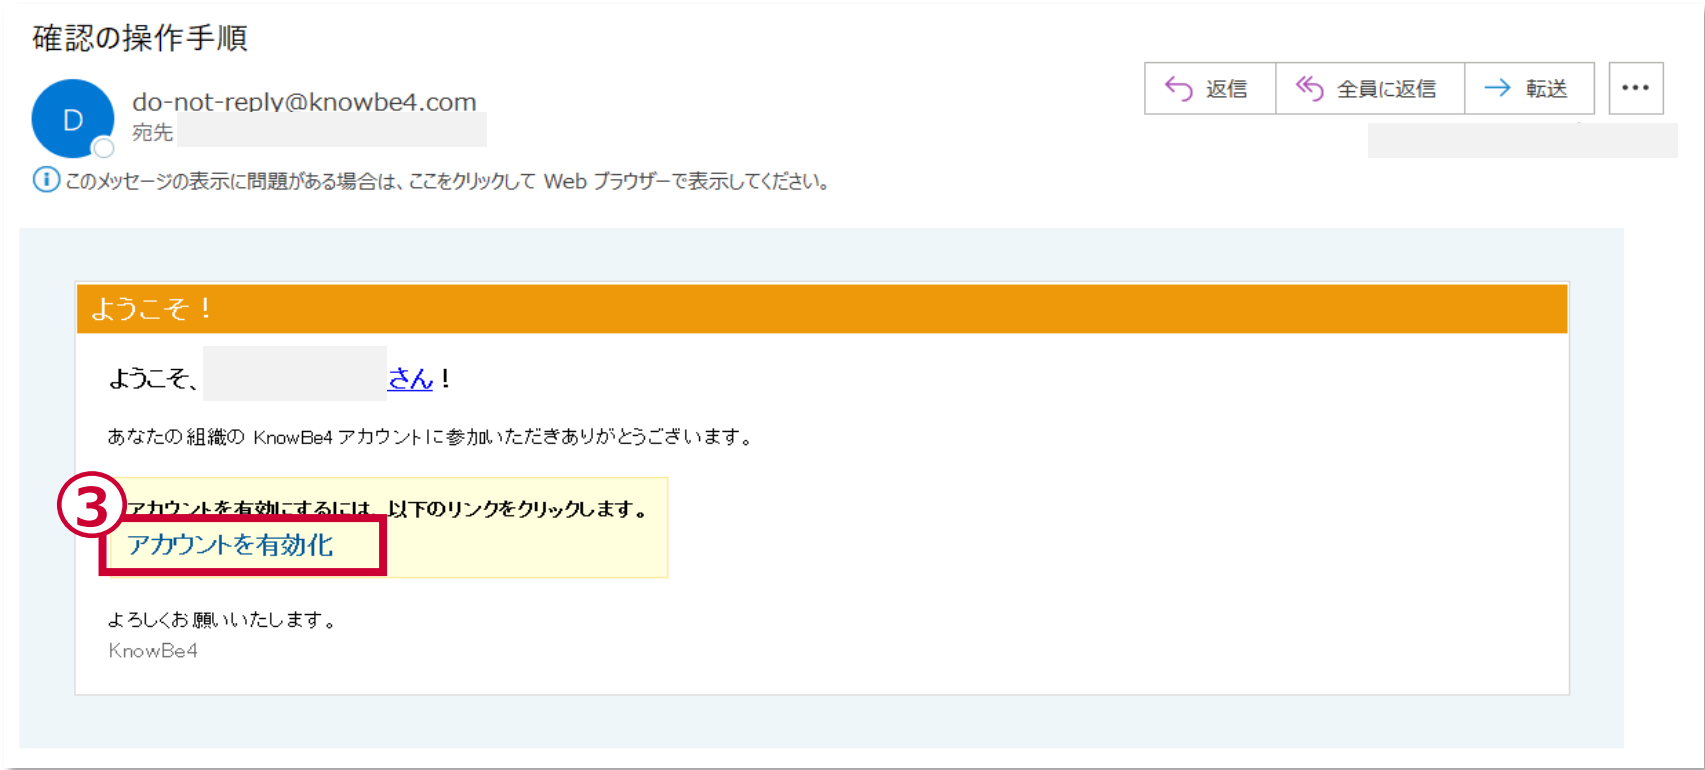 確認の操作手順
D
do-not-reply@knowbe4.com
宛先
返信
全員に返信
転送
このメッセージの表示に問題がある場合は、ここをクリックして Web ブラウザーで表示してください。
ようこそ！
ようこそ、 さん！
あなたの組織の KnowBe4 アカウントに参加いただきありがとうございます。
③
アカウントを有効にするには、以下のリンクをクリックします。
アカウントを有効化
よろしくお願いいたします。
KnowBe4